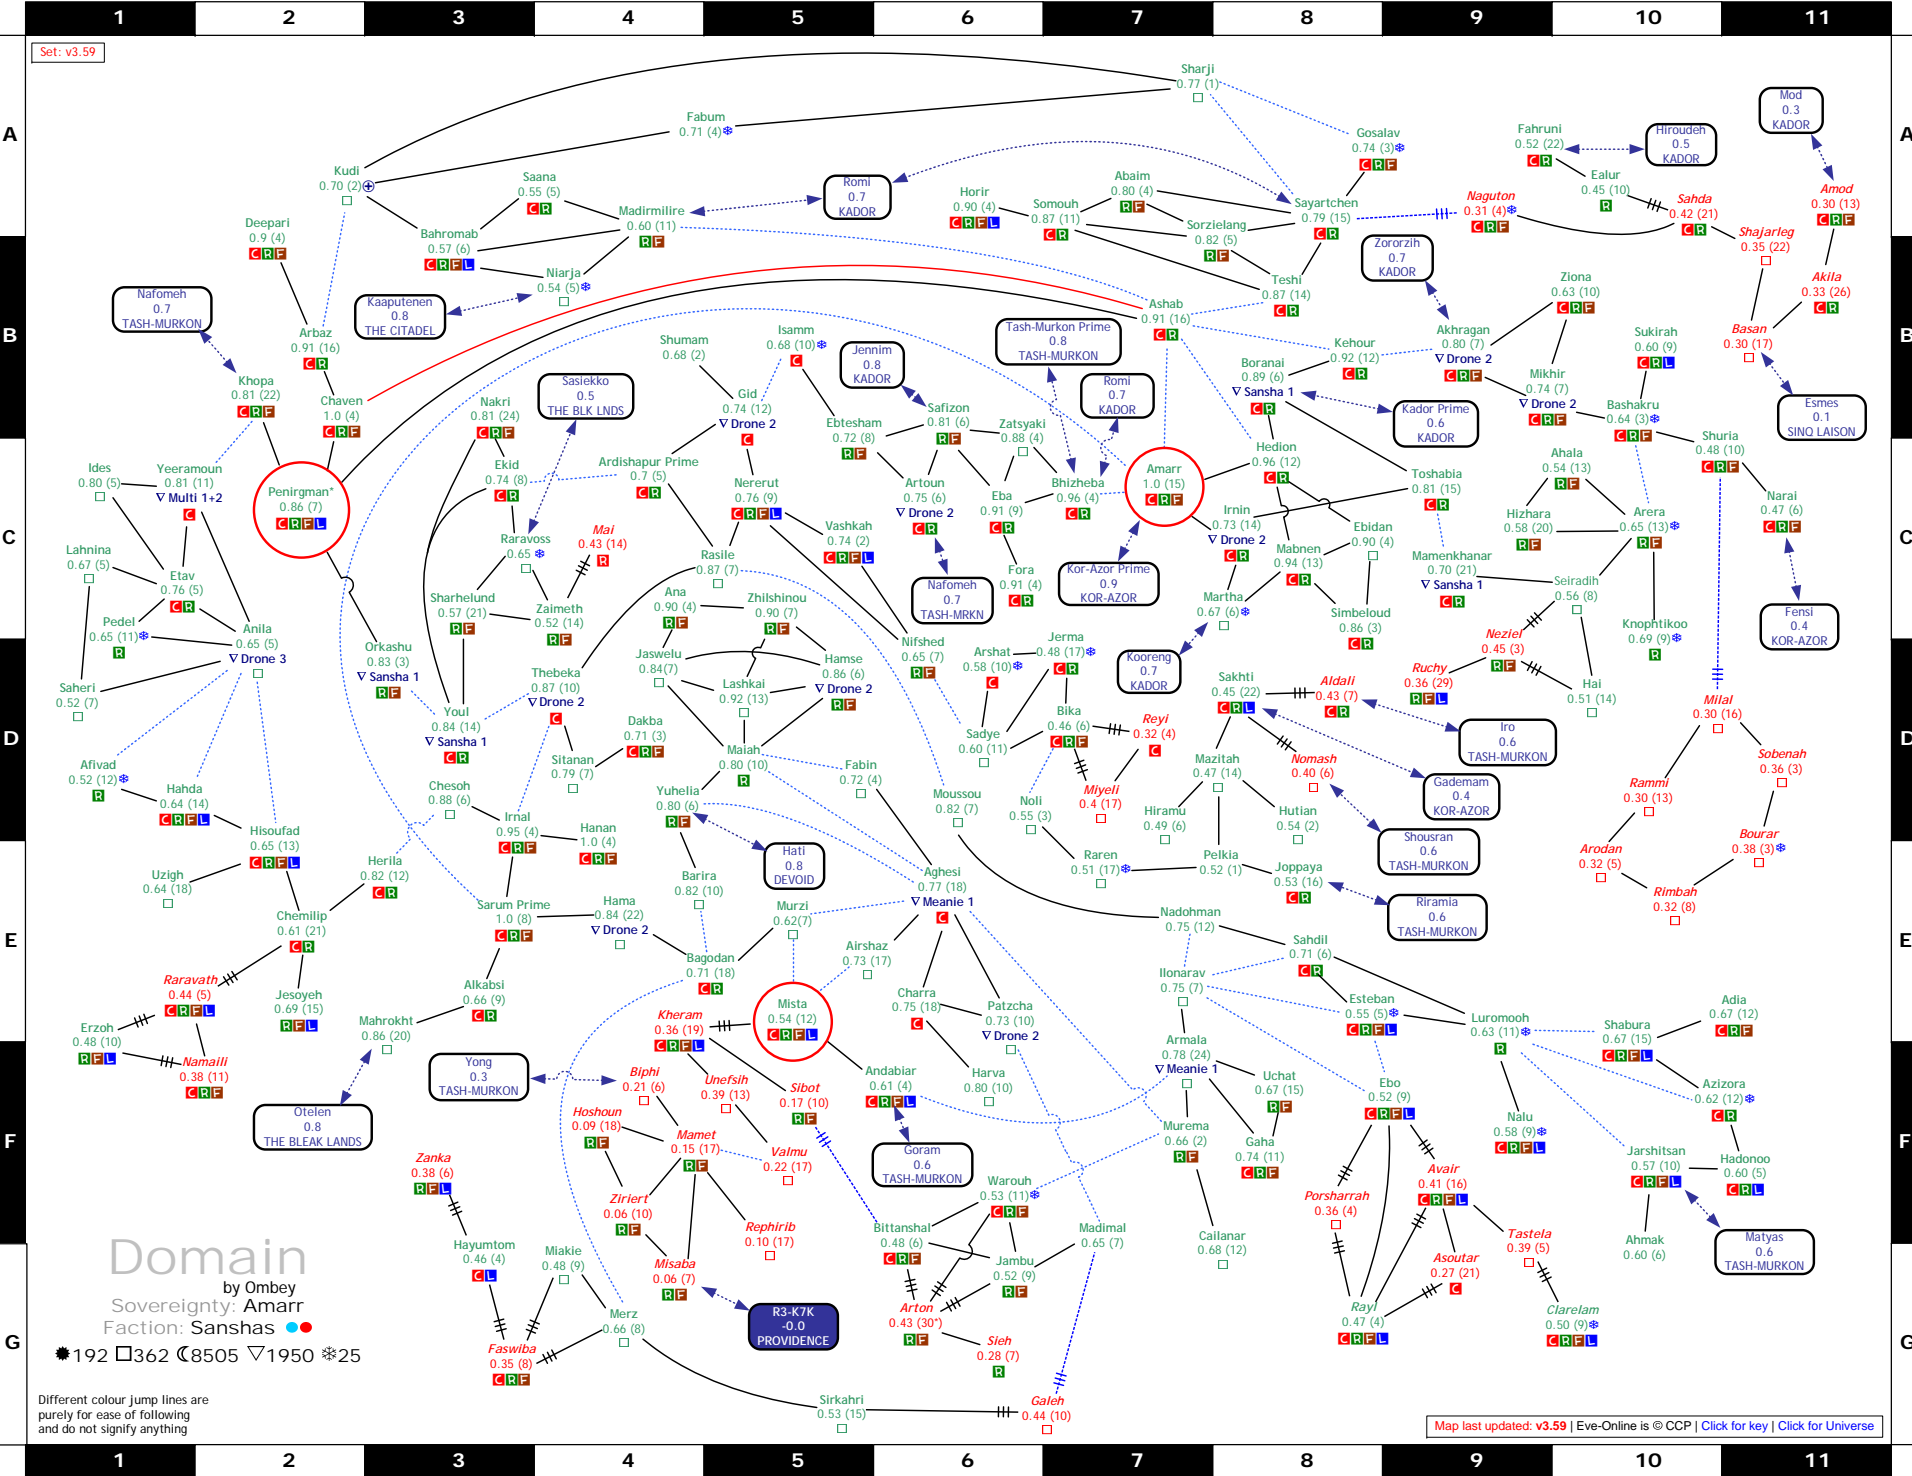 1 2 3 4 5 6 7 8 9 10 11
A
B
C
D
E
F
G
Set: v3.59
Sharji
0.77 (1)
Fabum
0.71 (4)
Gosalav
0.74 (3)
C R F
Fahruni
0.52 (22)
C R
Hiroudeh
0.5
KADOR
Mod
0.3
KADOR
Kudi
0.70 (2)
Saana
0.55 (5)
C R
Madirmilire
0.60 (11)
R F
Romi
0.7
KADOR
Horir
0.90 (4)
C R F L
Abaim
0.80 (4)
R F
Somouh
0.87 (11)
C R
Sorzielang
0.82 (5)
R F
Sayartchen
0.79 (15)
C R
Naguton
0.31 (4)
C R F
Ealur
0.45 (10)
R
Sahda
0.42 (21)
C R
Amod
0.30 (13)
C R F
Shajarleg
0.35 (22)
Deepari
0.9 (4)
C R F
Bahromab
0.57 (6)
C R F L
Niarja
0.54 (5)
Kaaputenen
0.8
THE CITADEL
Teshi
0.87 (14)
C R
Zororzih
0.7
KADOR
Ziona
0.63 (10)
C R F
Akila
0.33 (26)
C R
Nafomeh
0.7
TASH-MURKON
Arbaz
0.91 (16)
C R
Ashab
0.91 (16)
C R
Tash-Murkon Prime
0.8
TASH-MURKON
Isamm
0.68 (10)
C
Shumam
0.68 (2)
Jennim
0.8
KADOR
Kehour
0.92 (12)
C R
Akhragan
0.80 (7)
Drone 2
C R F
Sukirah
0.60 (9)
C R L
Basan
0.30 (17)
Khopa
0.81 (22)
C R F
Chaven
1.0 (4)
C R F
Nakri
0.81 (24)
C R F
Sasiekko
0.5
THE BLK LNDS
Gid
0.74 (12)
Drone 2
C
Romi
0.7
KADOR
Boranai
0.89 (6)
Sansha 1
C R
Kador Prime
0.6
KADOR
Mikhir
0.74 (7)
Drone 2
C R F
Bashakru
0.64 (3)
C R F
Esmes
0.1
SINQ LAISON
Ebtesham
0.72 (8)
R F
Safizon
0.81 (6)
R F
Zatsyaki
0.88 (4)
Shuria
0.48 (10)
C R F
Ides
0.80 (5)
Yeeramoun
0.81 (11)
Multi 1+2
C
Penirgman*
0.86 (7)
C R F L
Ekid
0.74 (8)
C R
Ardishapur Prime
0.7 (5)
C R
Nererut
0.76 (9)
C R F L
Artoun
0.75 (6)
Drone 2
C R
Eba
0.91 (9)
C R
Bhizheba
0.96 (4)
C R
Amarr
1.0 (15)
C R F
Hedion
0.96 (12)
C R
Toshabia
0.81 (15)
C R
Ahala
0.54 (13)
R F
Narai
0.47 (6)
C R F
Irnin
0.73 (14)
Drone 2
C R
Hizhara
0.58 (20)
R F
Arera
0.65 (13)
R F
Lahnina
0.67 (5)
Raravoss
0.65
Mai
0.43 (14)
R
Rasile
0.87 (7)
Vashkah
0.74 (2)
C R F L
Nafomeh
0.7
TASH-MRKN
Fora
0.91 (4)
C R
Kor-Azor Prime
0.9
KOR-AZOR
Ebidan
0.90 (4)
Mabnen
0.94 (13)
C R
Mamenkhanar
0.70 (21)
Sansha 1
C R
Seiradih
0.56 (8)
Etav
0.76 (5)
C R
Sharhelund
0.57 (21)
R F
Zaimeth
0.52 (14)
R F
Ana
0.90 (4)
R F
Zhilshinou
0.90 (7)
R F
Martha
0.67 (6)
Simbeloud
0.86 (3)
C R
Fensi
0.4
KOR-AZOR
Pedel
0.65 (11)
R
Anila
0.65 (5)
Drone 3
Orkashu
0.83 (3)
Sansha 1
R F
Nifshed
0.65 (7)
R F
Jerma
0.48 (17)
C R
Arshat
0.58 (10)
C
Kooreng
0.7
KADOR
Neziel
0.45 (3)
R F
Knophtikoo
0.69 (9)
R
Jaswelu
0.84(7)
Hamse
0.86 (6)
Drone 2
R F
Saheri
0.52 (7)
Thebeka
0.87 (10)
Drone 2
C
Lashkai
0.92 (13)
Sakhti
0.45 (22)
C R L
Aldali
0.43 (7)
C R
Ruchy
0.36 (29)
R F L
Hai
0.51 (14)
Milal
0.30 (16)
Youl
0.84 (14)
Sansha 1
C R
Dakba
0.71 (3)
C R F
Bika
0.46 (6)
C R F
Reyi
0.32 (4)
C
Sadye
0.60 (11)
Iro
0.6
TASH-MURKON
Afivad
0.52 (12)
R
Sitanan
0.79 (7)
Maiah
0.80 (10)
R
Fabin
0.72 (4)
Mazitah
0.47 (14)
Nomash
0.40 (6)
Sobenah
0.36 (3)
Hahda
0.64 (14)
C R F L
Chesoh
0.88 (6)
Yuhelia
0.80 (6)
R F
Moussou
0.82 (7)
Noli
0.55 (3)
Miyeli
0.4 (17)
Hiramu
0.49 (6)
Hutian
0.54 (2)
Gademam
0.4
KOR-AZOR
Rammi
0.30 (13)
Hisoufad
0.65 (13)
C R F L
Irnal
0.95 (4)
C R F
Hanan
1.0 (4)
C R F
Hati
0.8
DEVOID
Shousran
0.6
TASH-MURKON
Bourar
0.38 (3)
Arodan
0.32 (5)
Uzigh
0.64 (18)
Herila
0.82 (12)
C R
Barira
0.82 (10)
Aghesi
0.77 (18)
Meanie 1
C
Raren
0.51 (17)
Pelkia
0.52 (1)
Joppaya
0.53 (16)
C R
Riramia
0.6
TASH-MURKON
Rimbah
0.32 (8)
Chemilip
0.61 (21)
C R
Sarum Prime
1.0 (8)
C R F
Hama
0.84 (22)
Drone 2
Murzi
0.62(7)
Nadohman
0.75 (12)
Sahdil
0.71 (6)
C R
Airshaz
0.73 (17)
Bagodan
0.71 (18)
C R
Ilonarav
0.75 (7)
Raravath
0.44 (5)
C R F L
Jesoyeh
0.69 (15)
R F L
Alkabsi
0.66 (9)
C R
Mista
0.54 (12)
C R F L
Charra
0.75 (18)
C
Patzcha
0.73 (10)
Drone 2
Esteban
0.55 (5)
C R F L
Luromooh
0.63 (11)
R
Shabura
0.67 (15)
C R F L
Adia
0.67 (12)
C R F
Erzoh
0.48 (10)
R F L
Mahrokht
0.86 (20)
Kheram
0.36 (19)
C R F L
Armala
0.78 (24)
Meanie 1
Namaili
0.38 (11)
C R F
Yong
0.3
TASH-MURKON
Biphi
0.21 (6)
Unefsih
0.39 (13)
Sibot
0.17 (10)
R F
Andabiar
0.61 (4)
C R F L
Harva
0.80 (10)
Uchat
0.67 (15)
R F
Ebo
0.52 (9)
C R F L
Azizora
0.62 (12)
C R
Otelen
0.8
THE BLEAK LANDS
Hoshoun
0.09 (18)
R F
Mamet
0.15 (17)
R F
Valmu
0.22 (17)
Goram
0.6
TASH-MURKON
Murema
0.66 (2)
R F
Gaha
0.74 (11)
C R F
Nalu
0.58 (9)
C R F L
Jarshitsan
0.57 (10)
C R F L
Hadonoo
0.60 (5)
C R L
Zanka
0.38 (6)
R F L
Ziriert
0.06 (10)
R F
Warouh
0.53 (11)
C R F
Porsharrah
0.36 (4)
Avair
0.41 (16)
C R F L
Rephirib
0.10 (17)
Bittanshal
0.48 (6)
C R F
Madimal
0.65 (7)
Cailanar
0.68 (12)
Tastela
0.39 (5)
Ahmak
0.60 (6)
Matyas
0.6
TASH-MURKON
Hayumtom
0.46 (4)
C L
Miakie
0.48 (9)
Misaba
0.06 (7)
R F
Jambu
0.52 (9)
R F
Asoutar
0.27 (21)
C
Domain
by Ombey
Sovereignty: Amarr
Faction: Sanshas
192 362 8505 1950 25
Merz
0.66 (8)
R3-K7K
-0.0
PROVIDENCE
Arton
0.43 (30*)
R F
Rayl
0.47 (4)
C R F L
Clarelam
0.50 (9)
C R F L
Faswiba
0.35 (8)
C R F
Sieh
0.28 (7)
R
Different colour jump lines are
purely for ease of following
and do not signify anything
Sirkahri
0.53 (15)
Galeh
0.44 (10)
Map last updated: v3.59 | Eve-Online is © CCP | Click for key | Click for Universe
A
B
C
D
E
F
G
1 2 3 4 5 6 7 8 9 10 11